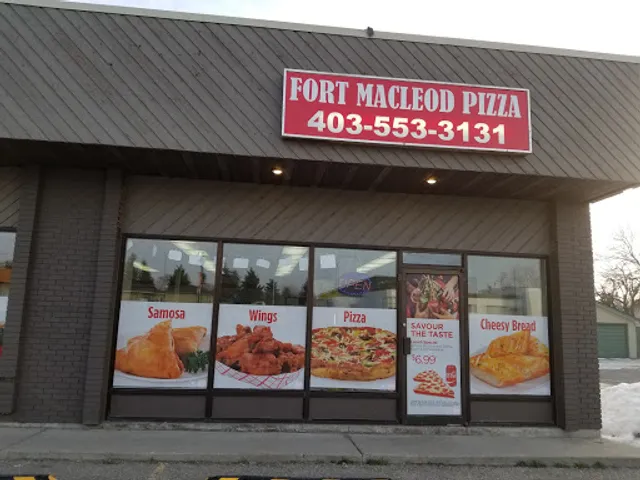 FORT MACLEOD PIZZA
403-553-3131
OPEN
Samosa
Wings
Pizza
SAVOUR
THE TASTE
$6.99
Cheesy Bread